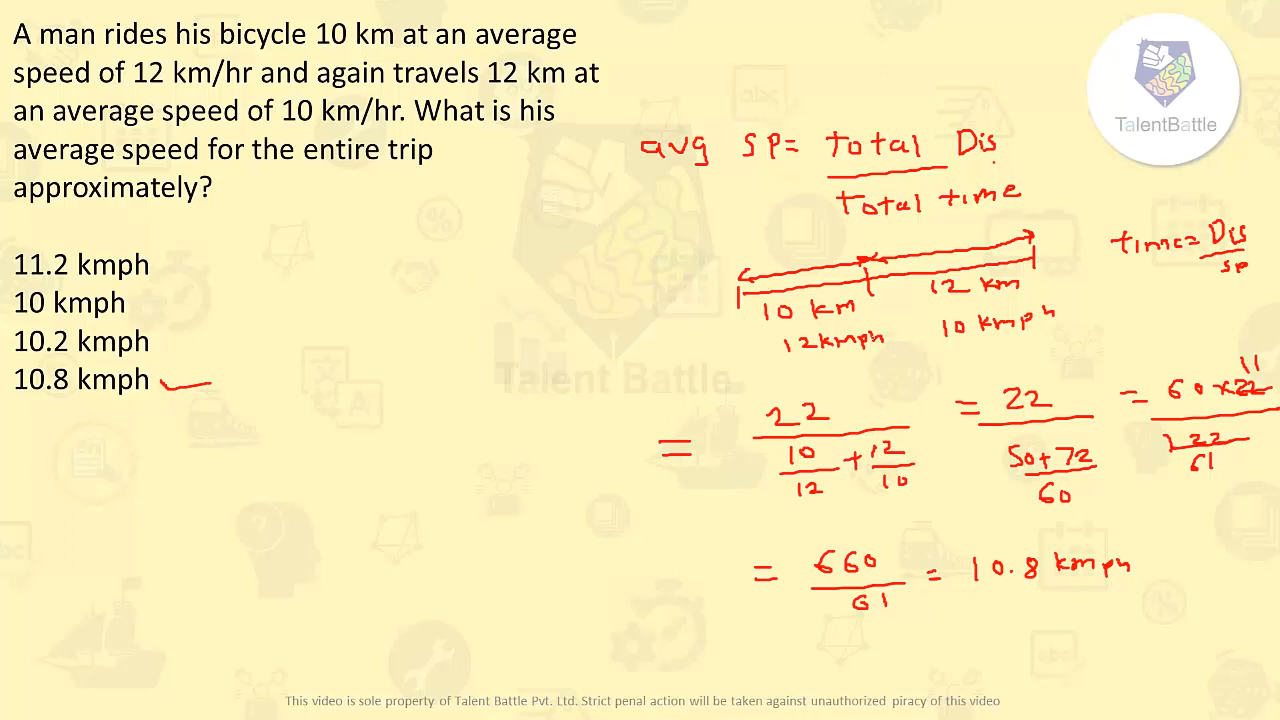 A man rides his bicycle 10 km at an average
speed of 12 km/hr and again travels 12 km at
an average speed of 10 km/hr. What is his
average speed for the entire trip
approximately?
11.2 kmph
10 kmph
10.2 kmph
10.8 kmph
TalentBattle
avg SP= Total Dis
Total time
time= Dis
SP
10 km 12 km
12kmph 10 kmph
= 22 = 22 = 60 x 22 11
10 + 12 50+72 122
12 10 60 61
= 660 = 10.8 kmph
61
Talent Battle
This video is sole property of Talent Battle Pvt. Ltd. Strict penal action will be taken against unauthorized piracy of this video